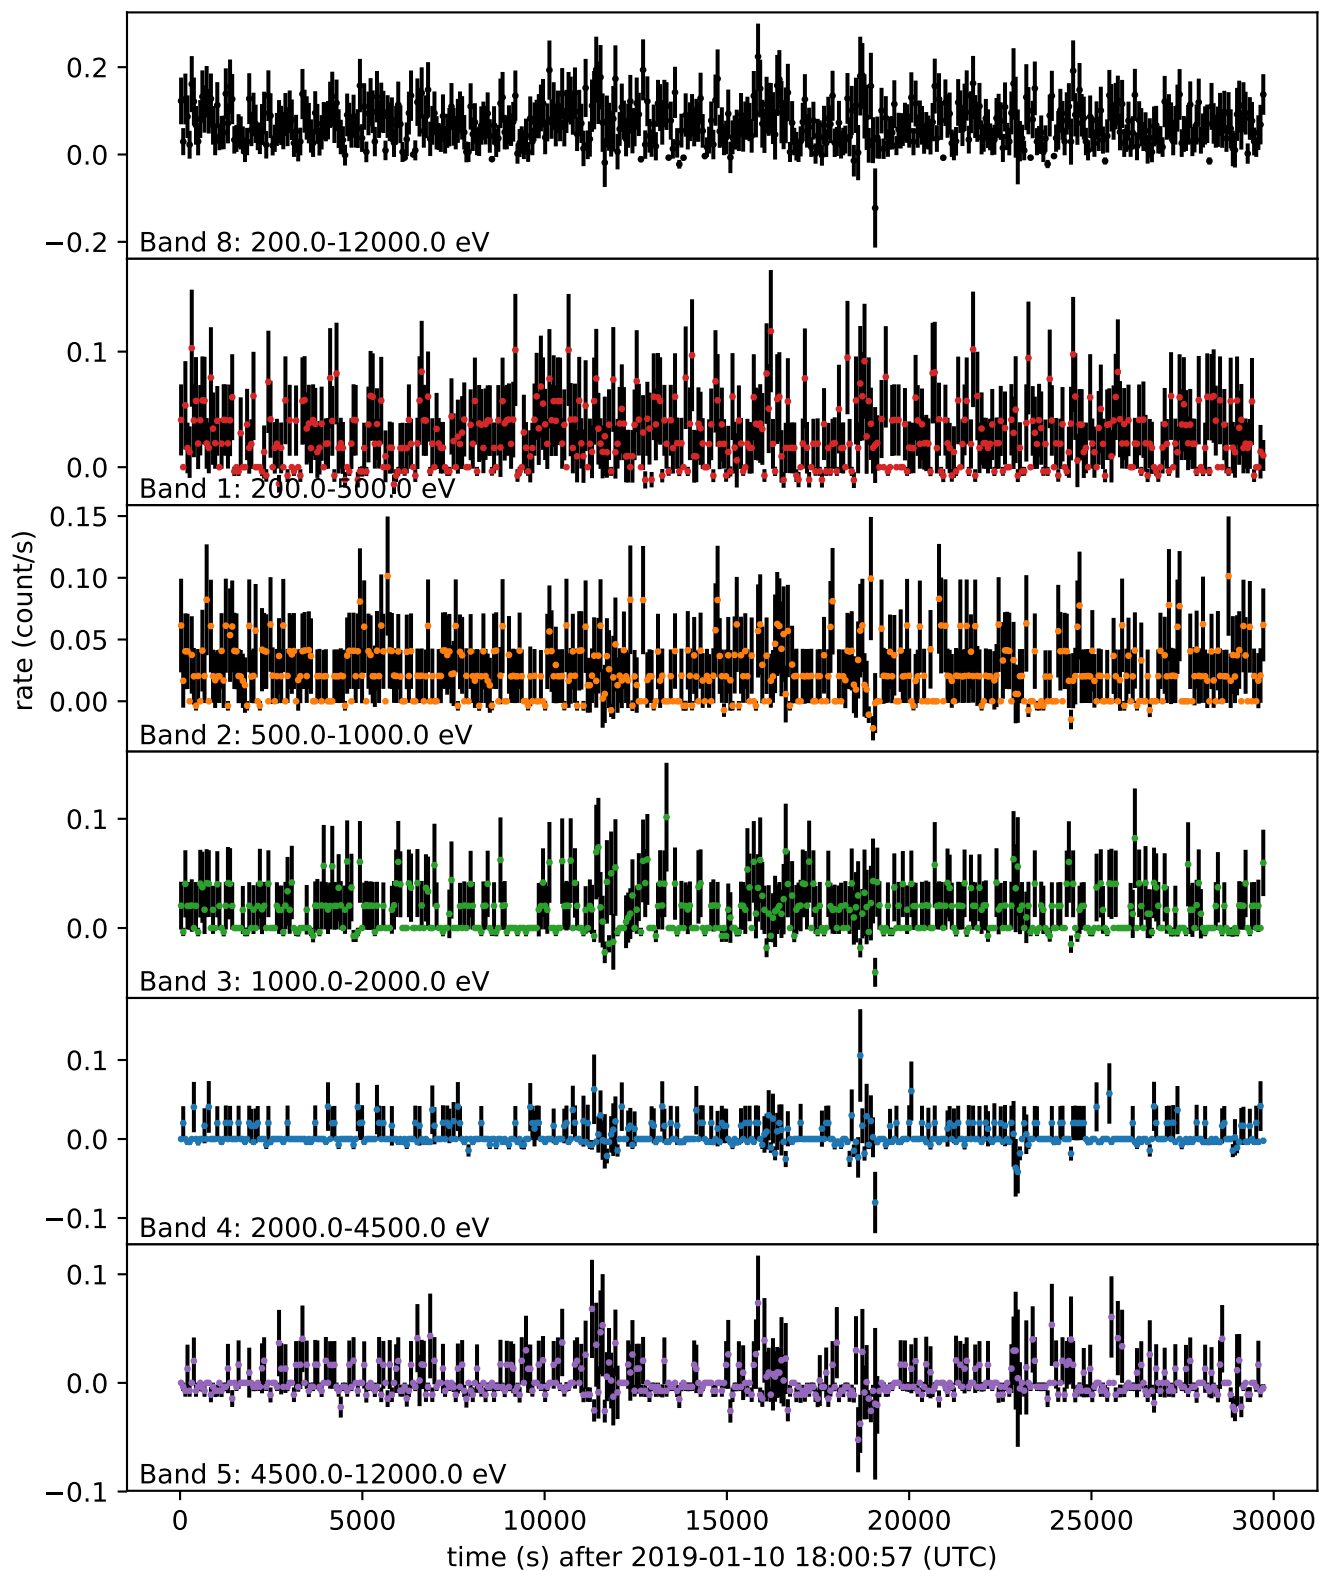 0.2
0.0
−0.2
Band 8: 200.0-12000.0 eV
0.1
0.0
Band 1: 200.0-500.0 eV
rate (count/s)
0.15
0.10
0.05
0.00
Band 2: 500.0-1000.0 eV
0.1
0.0
Band 3: 1000.0-2000.0 eV
0.1
0.0
−0.1
Band 4: 2000.0-4500.0 eV
0.1
0.0
−0.1
Band 5: 4500.0-12000.0 eV
0 5000 10000 15000 20000 25000 30000
time (s) after 2019-01-10 18:00:57 (UTC)